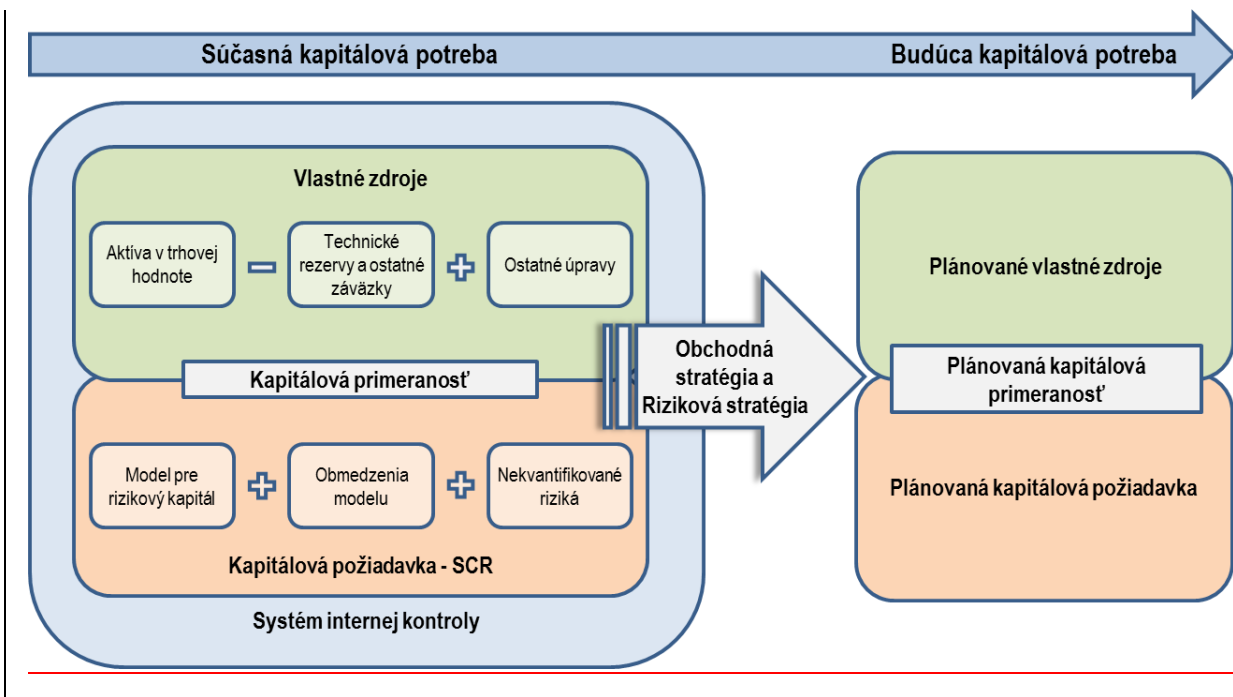 Súčasná kapitálová potreba
Budúca kapitálová potreba
Vlastné zdroje
Aktíva v trhovej
hodnote
Technické
rezervy a ostatné
záväzky
Ostatné úpravy
Kapitálová primeranosť
Model pre
rizikový kapitál
Obmedzenia
modelu
Nekvantifikované
riziká
Kapitálová požiadavka - SCR
Systém internej kontroly
Obchodná
stratégia a
Riziková stratégia
Plánované vlastné zdroje
Plánovaná kapitálová
primeranosť
Plánovaná kapitálová požiadavka